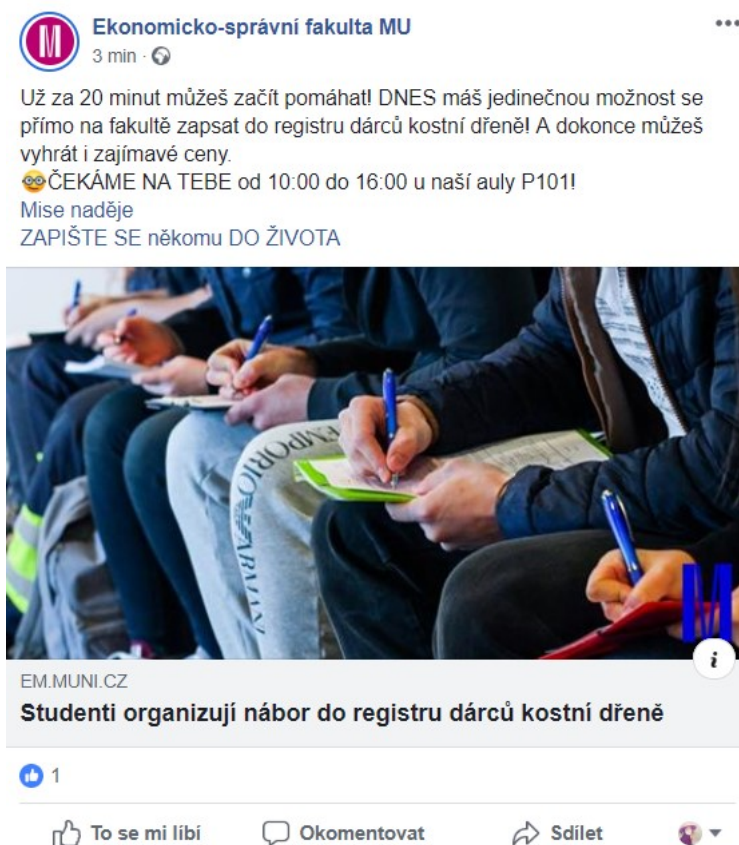 M
Ekonomicko-správní fakulta MU
3 min ·
Už za 20 minut můžeš začít pomáhat! DNES máš jedinečnou možnost se
přímo na fakultě zapsat do registru dárců kostní dřeně! A dokonce můžeš
vyhrát i zajímavé ceny.
🤓ČEKÁME NA TEBE od 10:00 do 16:00 u naší auly P101!
Mise naděje
ZAPIŠTE SE někomu DO ŽIVOTA
EMPORIO ARMANI
M
i
EM.MUNI.CZ
Studenti organizují nábor do registru dárců kostní dřeně
1
To se mi líbí
Okomentovat
Sdílet